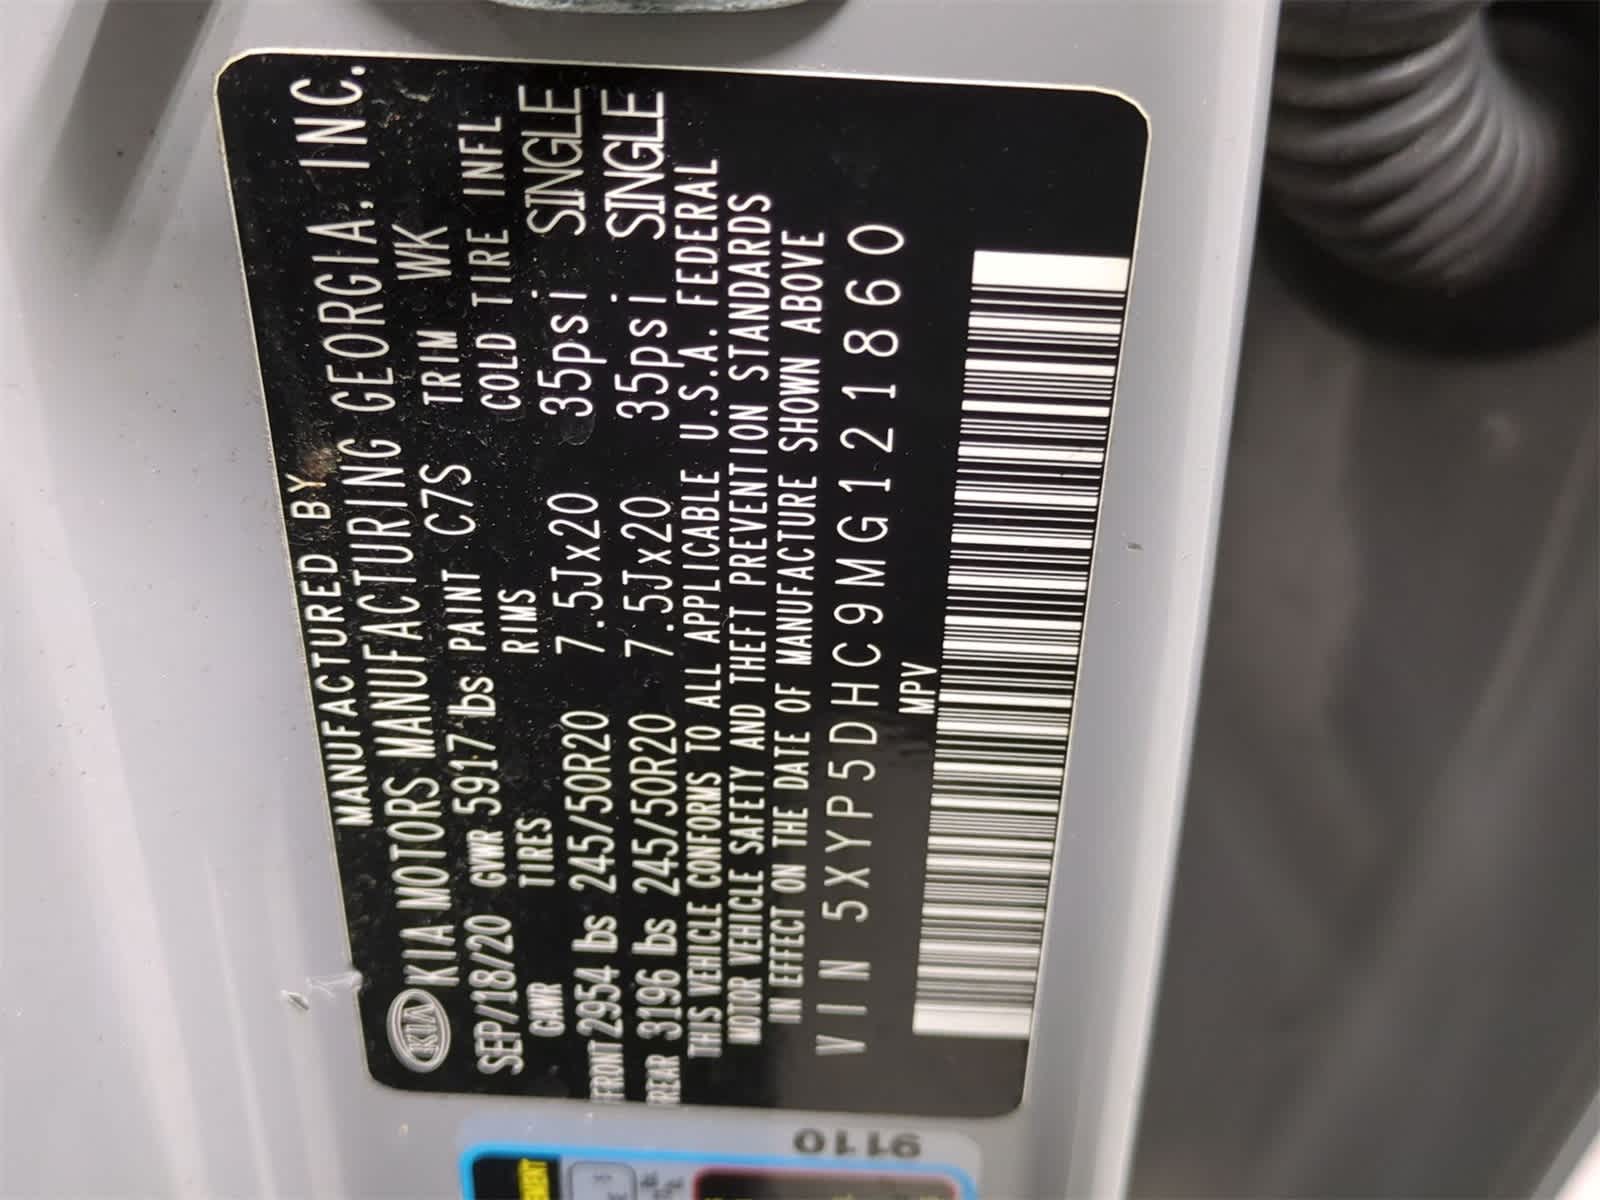 MANUFACTURED BY
KIA KIA MOTORS MANUFACTURING GEORGIA, INC.
SEP/18/20 GVWR 5917 lbs PAINT C7S TRIM WK
GAWR TIRES RIMS COLD TIRE INFL
FRONT 2954 lbs 245/50R20 7.5Jx20 35psi SINGLE
REAR 3196 lbs 245/50R20 7.5Jx20 35psi SINGLE
THIS VEHICLE CONFORMS TO ALL APPLICABLE U.S.A. FEDERAL
MOTOR VEHICLE SAFETY AND THEFT PREVENTION STANDARDS
IN EFFECT ON THE DATE OF MANUFACTURE SHOWN ABOVE
VIN 5XYP5DHC9MG121860
MPV
9110